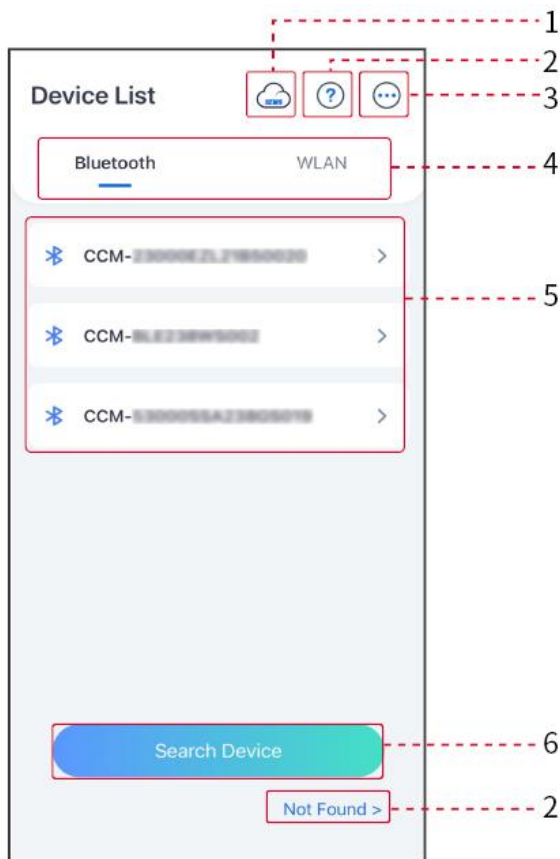 1
2
3
Device List
?
4
Bluetooth WLAN
5
CCM-
CCM-
CCM-
6
Search Device
2
Not Found >